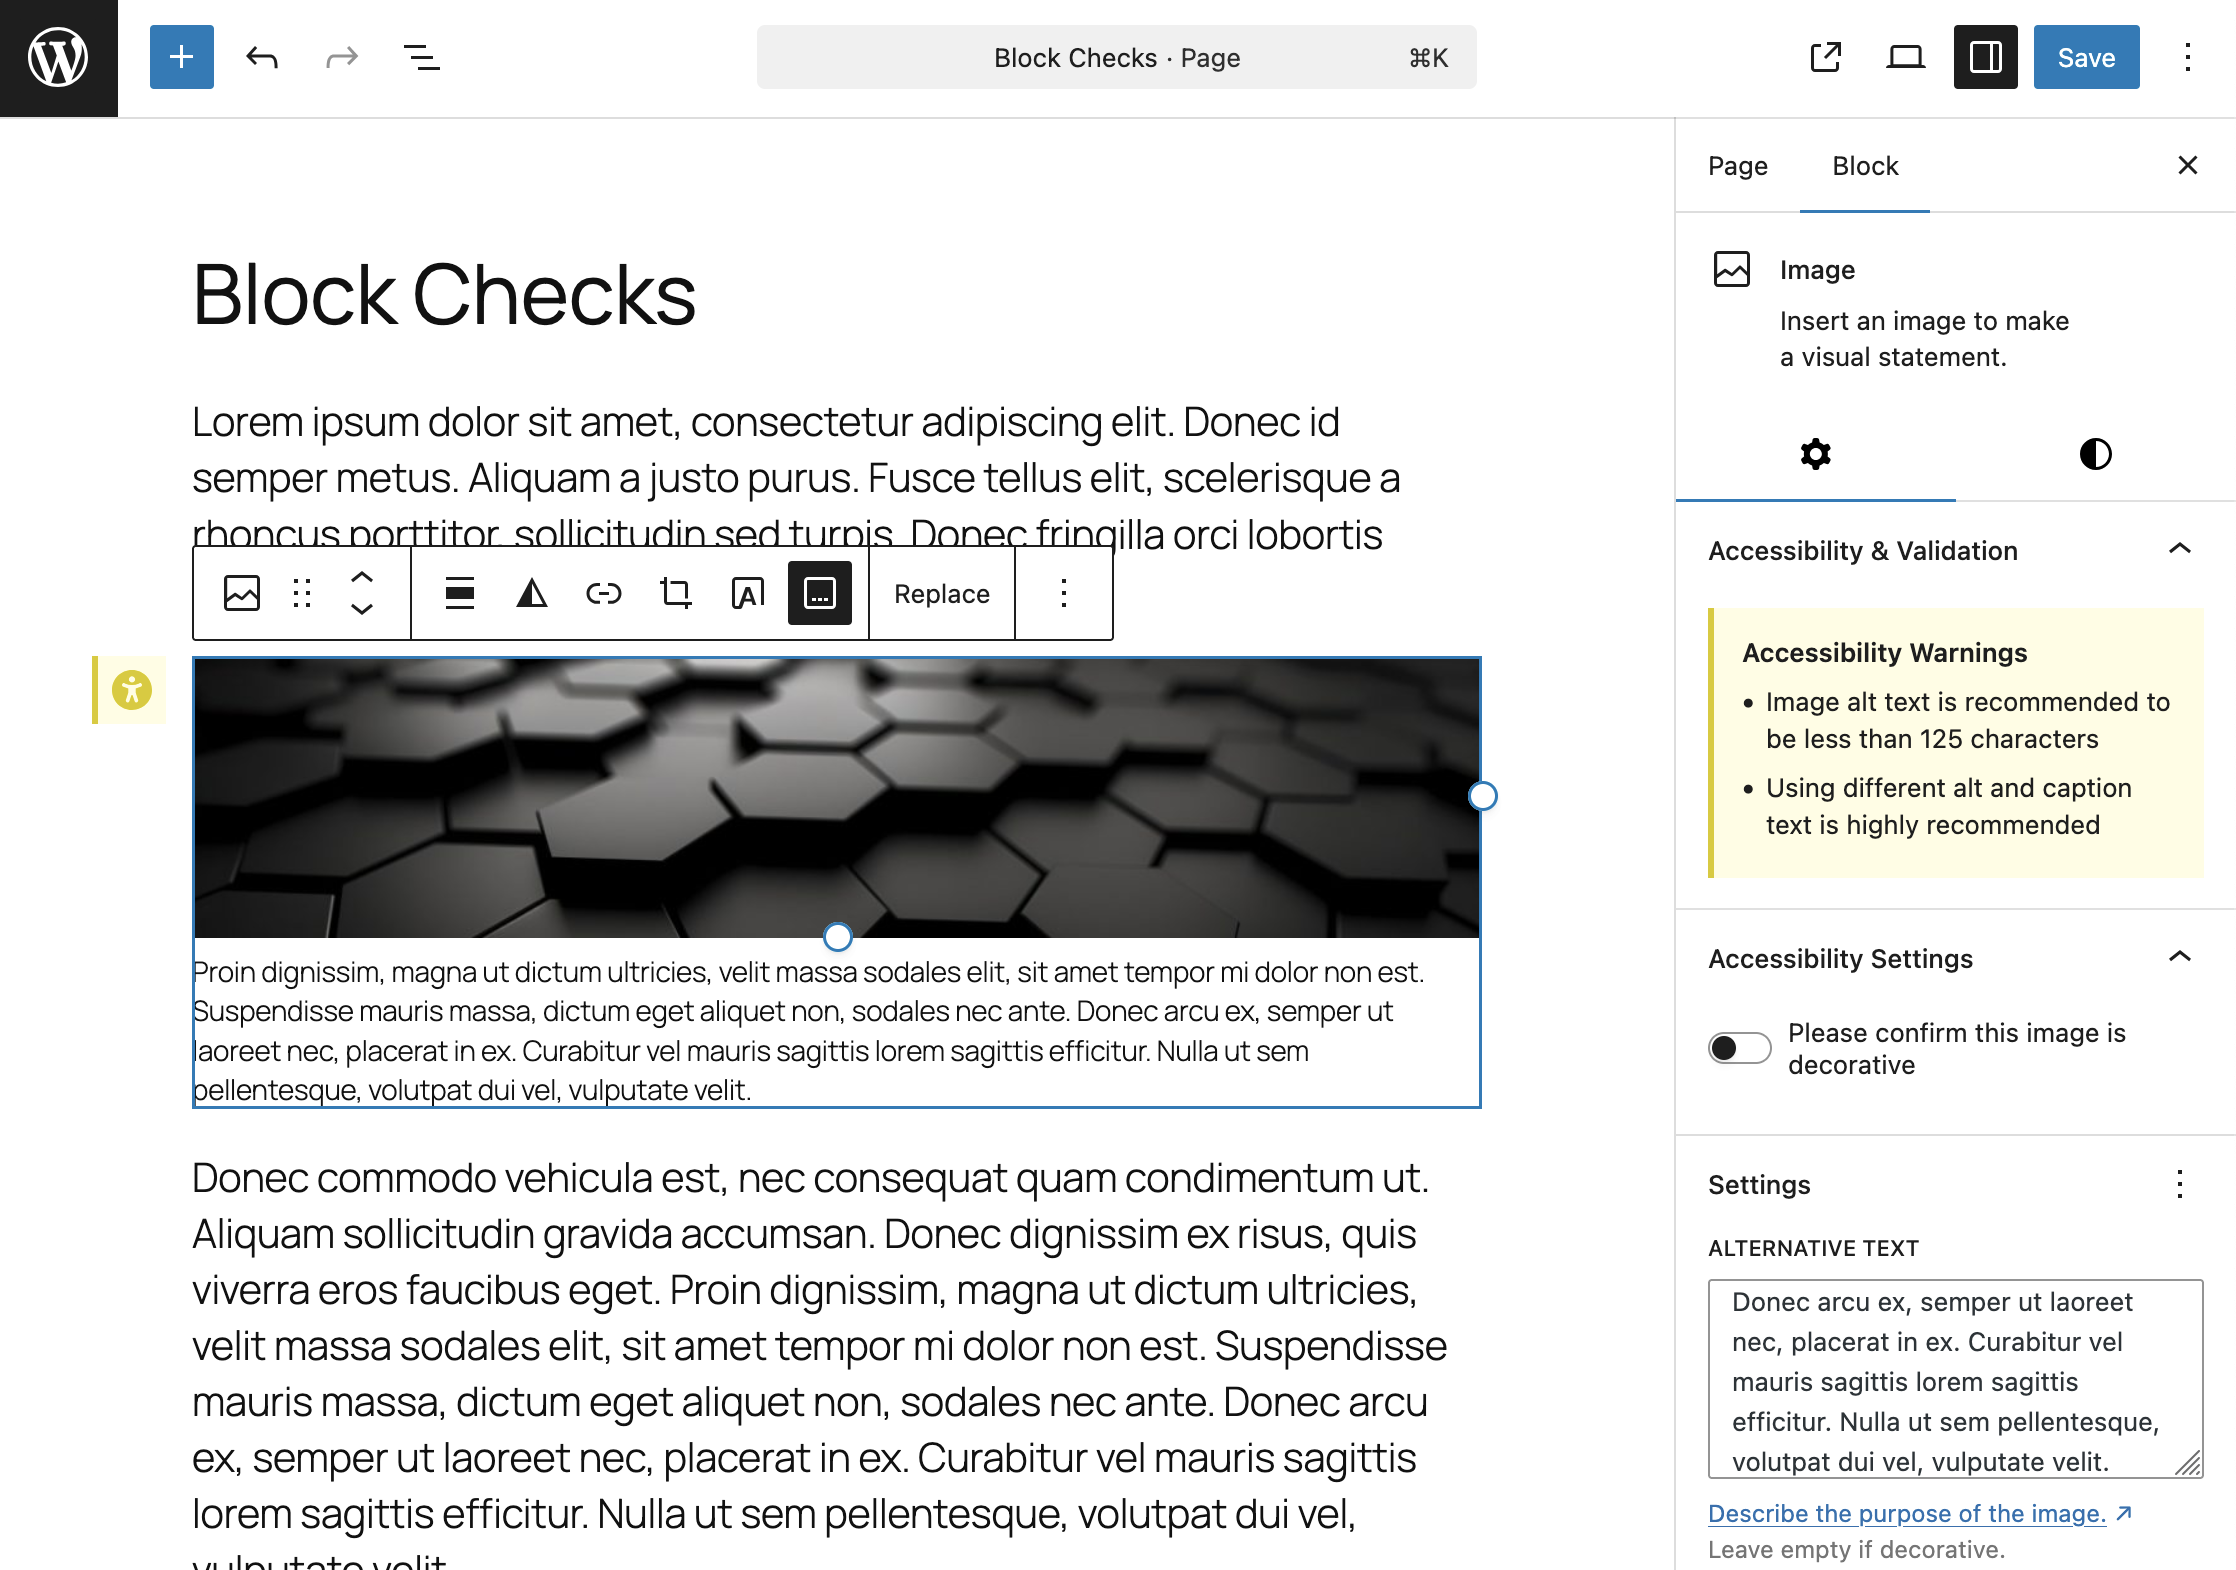 Block Checks · Page
⌘K
Save
Block Checks
Lorem ipsum dolor sit amet, consectetur adipiscing elit. Donec id
semper metus. Aliquam a justo purus. Fusce tellus elit, scelerisque a
rhoncus porttitor, sollicitudin sed turpis. Donec fringilla orci lobortis
Replace
Proin dignissim, magna ut dictum ultricies, velit massa sodales elit, sit amet tempor mi dolor non est.
Suspendisse mauris massa, dictum eget aliquet non, sodales nec ante. Donec arcu ex, semper ut
laoreet nec, placerat in ex. Curabitur vel mauris sagittis lorem sagittis efficitur. Nulla ut sem
pellentesque, volutpat dui vel, vulputate velit.
Donec commodo vehicula est, nec consequat quam condimentum ut.
Aliquam sollicitudin gravida accumsan. Donec dignissim ex risus, quis
viverra eros faucibus eget. Proin dignissim, magna ut dictum ultricies,
velit massa sodales elit, sit amet tempor mi dolor non est. Suspendisse
mauris massa, dictum eget aliquet non, sodales nec ante. Donec arcu
ex, semper ut laoreet nec, placerat in ex. Curabitur vel mauris sagittis
lorem sagittis efficitur. Nulla ut sem pellentesque, volutpat dui vel,
vulputate velit.
Page
Block
Image
Insert an image to make
a visual statement.
Accessibility & Validation
Accessibility Warnings
• Image alt text is recommended to
be less than 125 characters
• Using different alt and caption
text is highly recommended
Accessibility Settings
Please confirm this image is
decorative
Settings
ALTERNATIVE TEXT
Donec arcu ex, semper ut laoreet
nec, placerat in ex. Curabitur vel
mauris sagittis lorem sagittis
efficitur. Nulla ut sem pellentesque,
volutpat dui vel, vulputate velit.
Describe the purpose of the image. ↗
Leave empty if decorative.